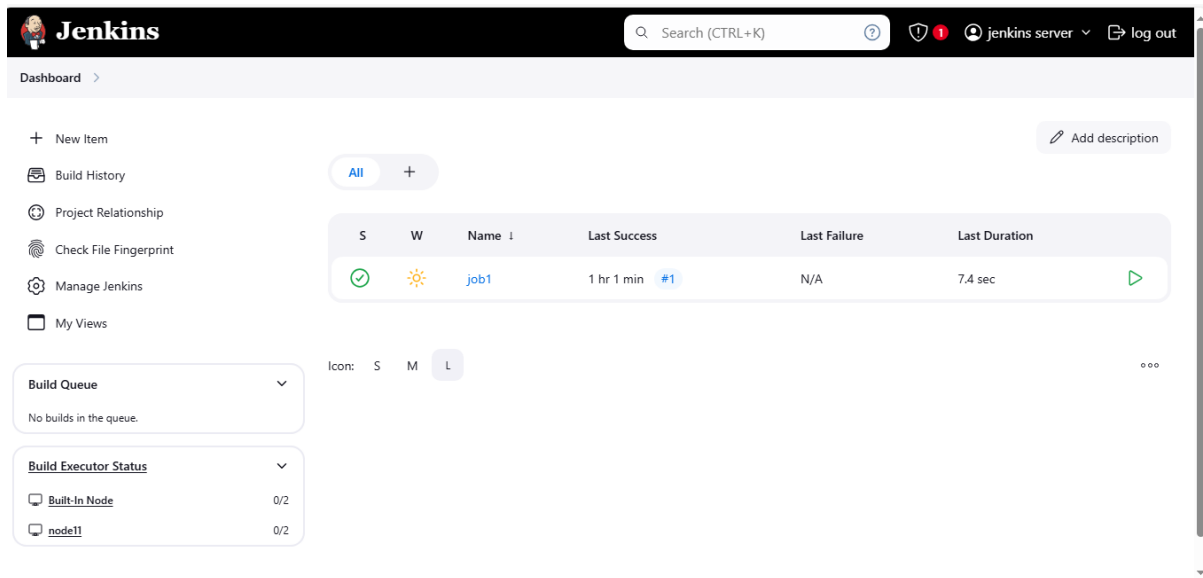 Jenkins
Search (CTRL+K)
?
1
jenkins server
log out
Dashboard
New Item
Build History
Project Relationship
Check File Fingerprint
Manage Jenkins
My Views
Build Queue
No builds in the queue.
Build Executor Status
Built-In Node 0/2
node11 0/2
Add description
All +
S W Name ↓ Last Success Last Failure Last Duration
job1 1 hr 1 min #1 N/A 7.4 sec
Icon: S M L